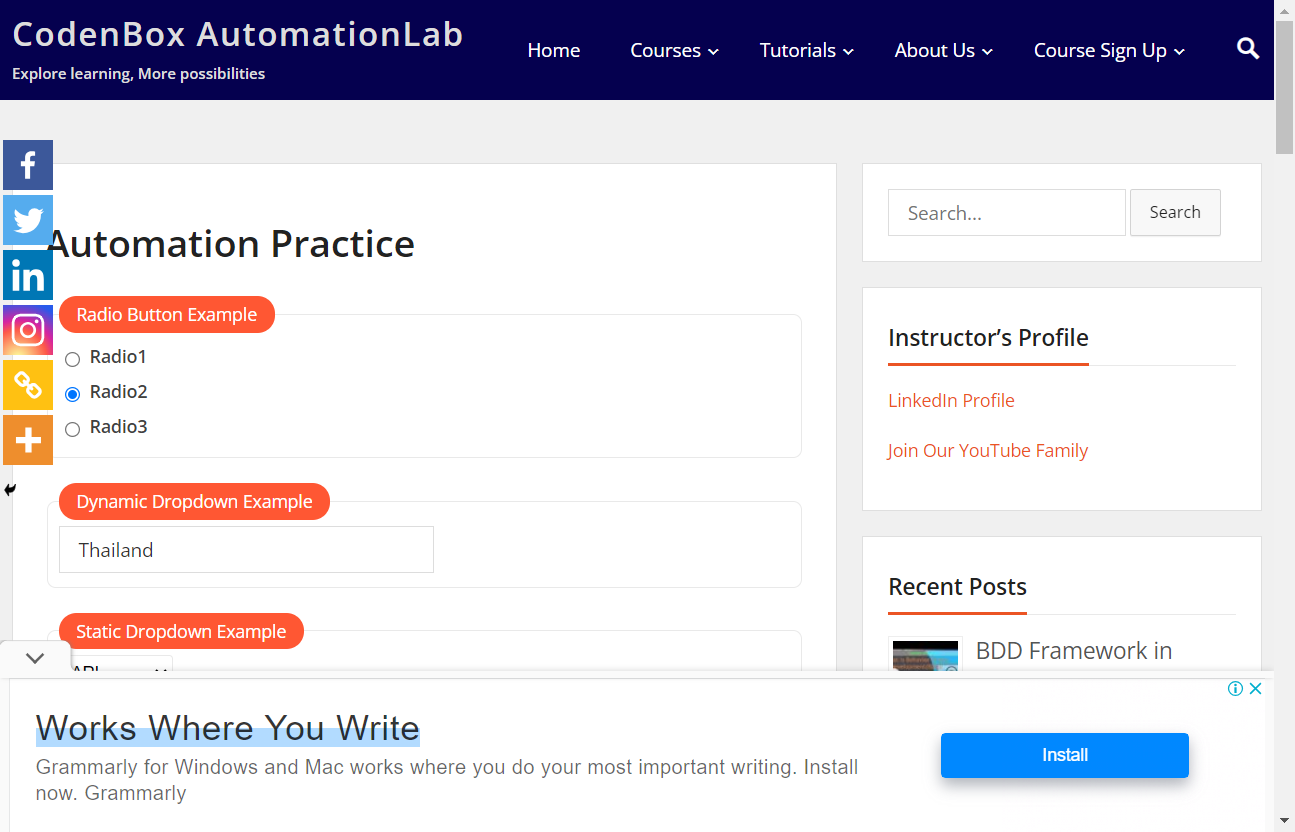 CodenBox AutomationLab
Explore learning, More possibilities
Home
Courses
Tutorials
About Us
Course Sign Up
Automation Practice
Radio Button Example
Radio1
Radio2
Radio3
Dynamic Dropdown Example
Thailand
Static Dropdown Example
API
Search...
Search
Instructor’s Profile
LinkedIn Profile
Join Our YouTube Family
Recent Posts
BDD Framework in
Works Where You Write
Grammarly for Windows and Mac works where you do your most important writing. Install
now. Grammarly
Install